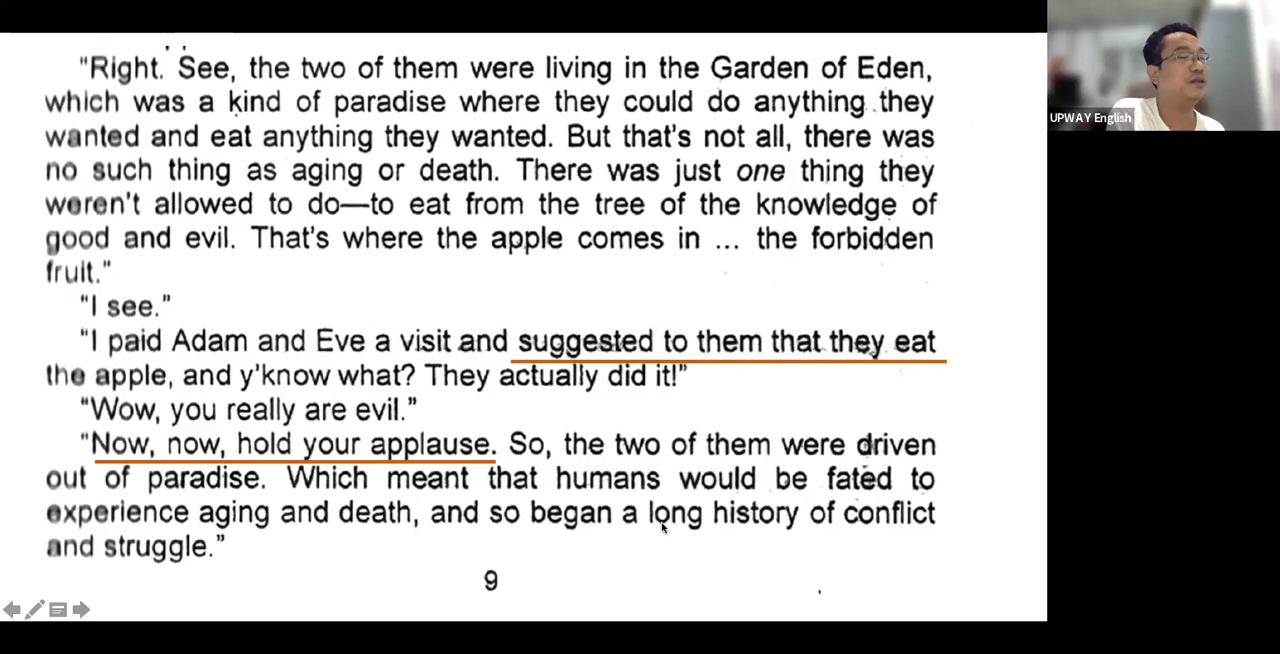 "Right. See, the two of them were living in the Garden of Eden,
which was a kind of paradise where they could do anything they
wanted and eat anything they wanted. But that's not all, there was
no such thing as aging or death. There was just one thing they
weren't allowed to do—to eat from the tree of the knowledge of
good and evil. That's where the apple comes in ... the forbidden
fruit."
"I see."
"I paid Adam and Eve a visit and suggested to them that they eat
the apple, and y'know what? They actually did it!"
"Wow, you really are evil."
"Now, now, hold your applause. So, the two of them were driven
out of paradise. Which meant that humans would be fated to
experience aging and death, and so began a long history of conflict
and struggle."
9
UPWAY English